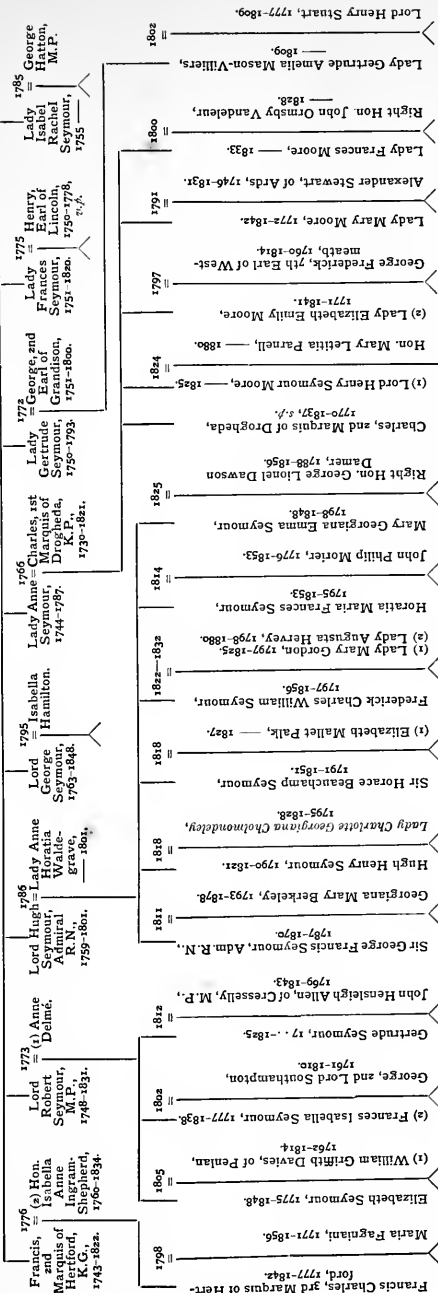 1776
Francis, = (2) Hon.
2nd Isabella
Marquis of Anne
Hertford, Ingram-
K.G., Shepherd,
1743-1822. 1760-1834.
1773
Lord = (1) Anne
Robert Delmé.
Seymour,
M.P.,
1748-1831.
1786
Lord Hugh = Lady Anne
Seymour, Horatia
Admiral Walde-
R.N., grave,
1759-1801. — 1801.
1795
Lord = Isabella
George Hamilton.
Seymour,
1763-1848.
1766
Lady Anne = Charles, 1st
Seymour, Marquis of
1744-1787. Drogheda,
K.P.,
1730-1821.
1772
Lady = George, 2nd
Gertrude Earl of
Seymour, Grandison,
1750-1793. 1751-1800.
1775
Lady = Henry,
Frances Earl of
Seymour, Lincoln,
1751-1820. 1750-1778,
v.p.
1785
Lady = George
Isabel Hatton,
Rachel M.P.
Seymour,
1755 —
Francis Charles, 3rd Marquis of Hert-
ford, 1777-1842.
1798
=
Maria Fagniani, 1771-1856.
Elizabeth Seymour, 1775-1848.
1805
=
(1) William Griffith Davies, of Penlan,
1762-1814.
(2) Frances Isabella Seymour, 1777-1838.
1802
=
George, 2nd Lord Southampton,
1761-1810.
Gertrude Seymour, 17 . . -1825.
1812
=
John Hensleigh Allen, of Cresselly, M.P.,
1769-1843.
Sir George Francis Seymour, Adm.R.N.,
1787-1870.
1811
=
Georgiana Mary Berkeley, 1793-1878.
Hugh Henry Seymour, 1790-1821.
1818
=
Lady Charlotte Georgiana Cholmondeley,
1795-1828.
Sir Horace Beauchamp Seymour,
1791-1851.
1818
=
(1) Elizabeth Mallet Palk, — 1827.
Frederick Charles William Seymour,
1797-1856.
1822—1832
=
(1) Lady Mary Gordon, 1797-1825.
(2) Lady Augusta Hervey, 1798-1880.
Horatia Maria Frances Seymour,
1795-1853.
1814
=
John Philip Morier, 1776-1853.
Mary Georgiana Emma Seymour,
1798-1848.
1825
=
Right Hon. George Lionel Dawson
Damer, 1788-1856.
Charles, 2nd Marquis of Drogheda,
1770-1837, s.p.
(1) Lord Henry Seymour Moore, — 1825.
1824
=
Hon. Mary Letitia Parnell, — 1880.
(2) Lady Elizabeth Emily Moore,
1771-1841.
1797
=
George Frederick, 7th Earl of West-
meath, 1760-1814.
Lady Mary Moore, 1772-1842.
1791
=
Alexander Stewart, of Ards, 1746-1831.
Lady Frances Moore, — 1833.
1800
=
Right Hon. John Ormsby Vandeleur,
— 1828.
Lady Gertrude Amelia Mason-Villiers,
— 1809.
1802
=
Lord Henry Stuart, 1777-1809.